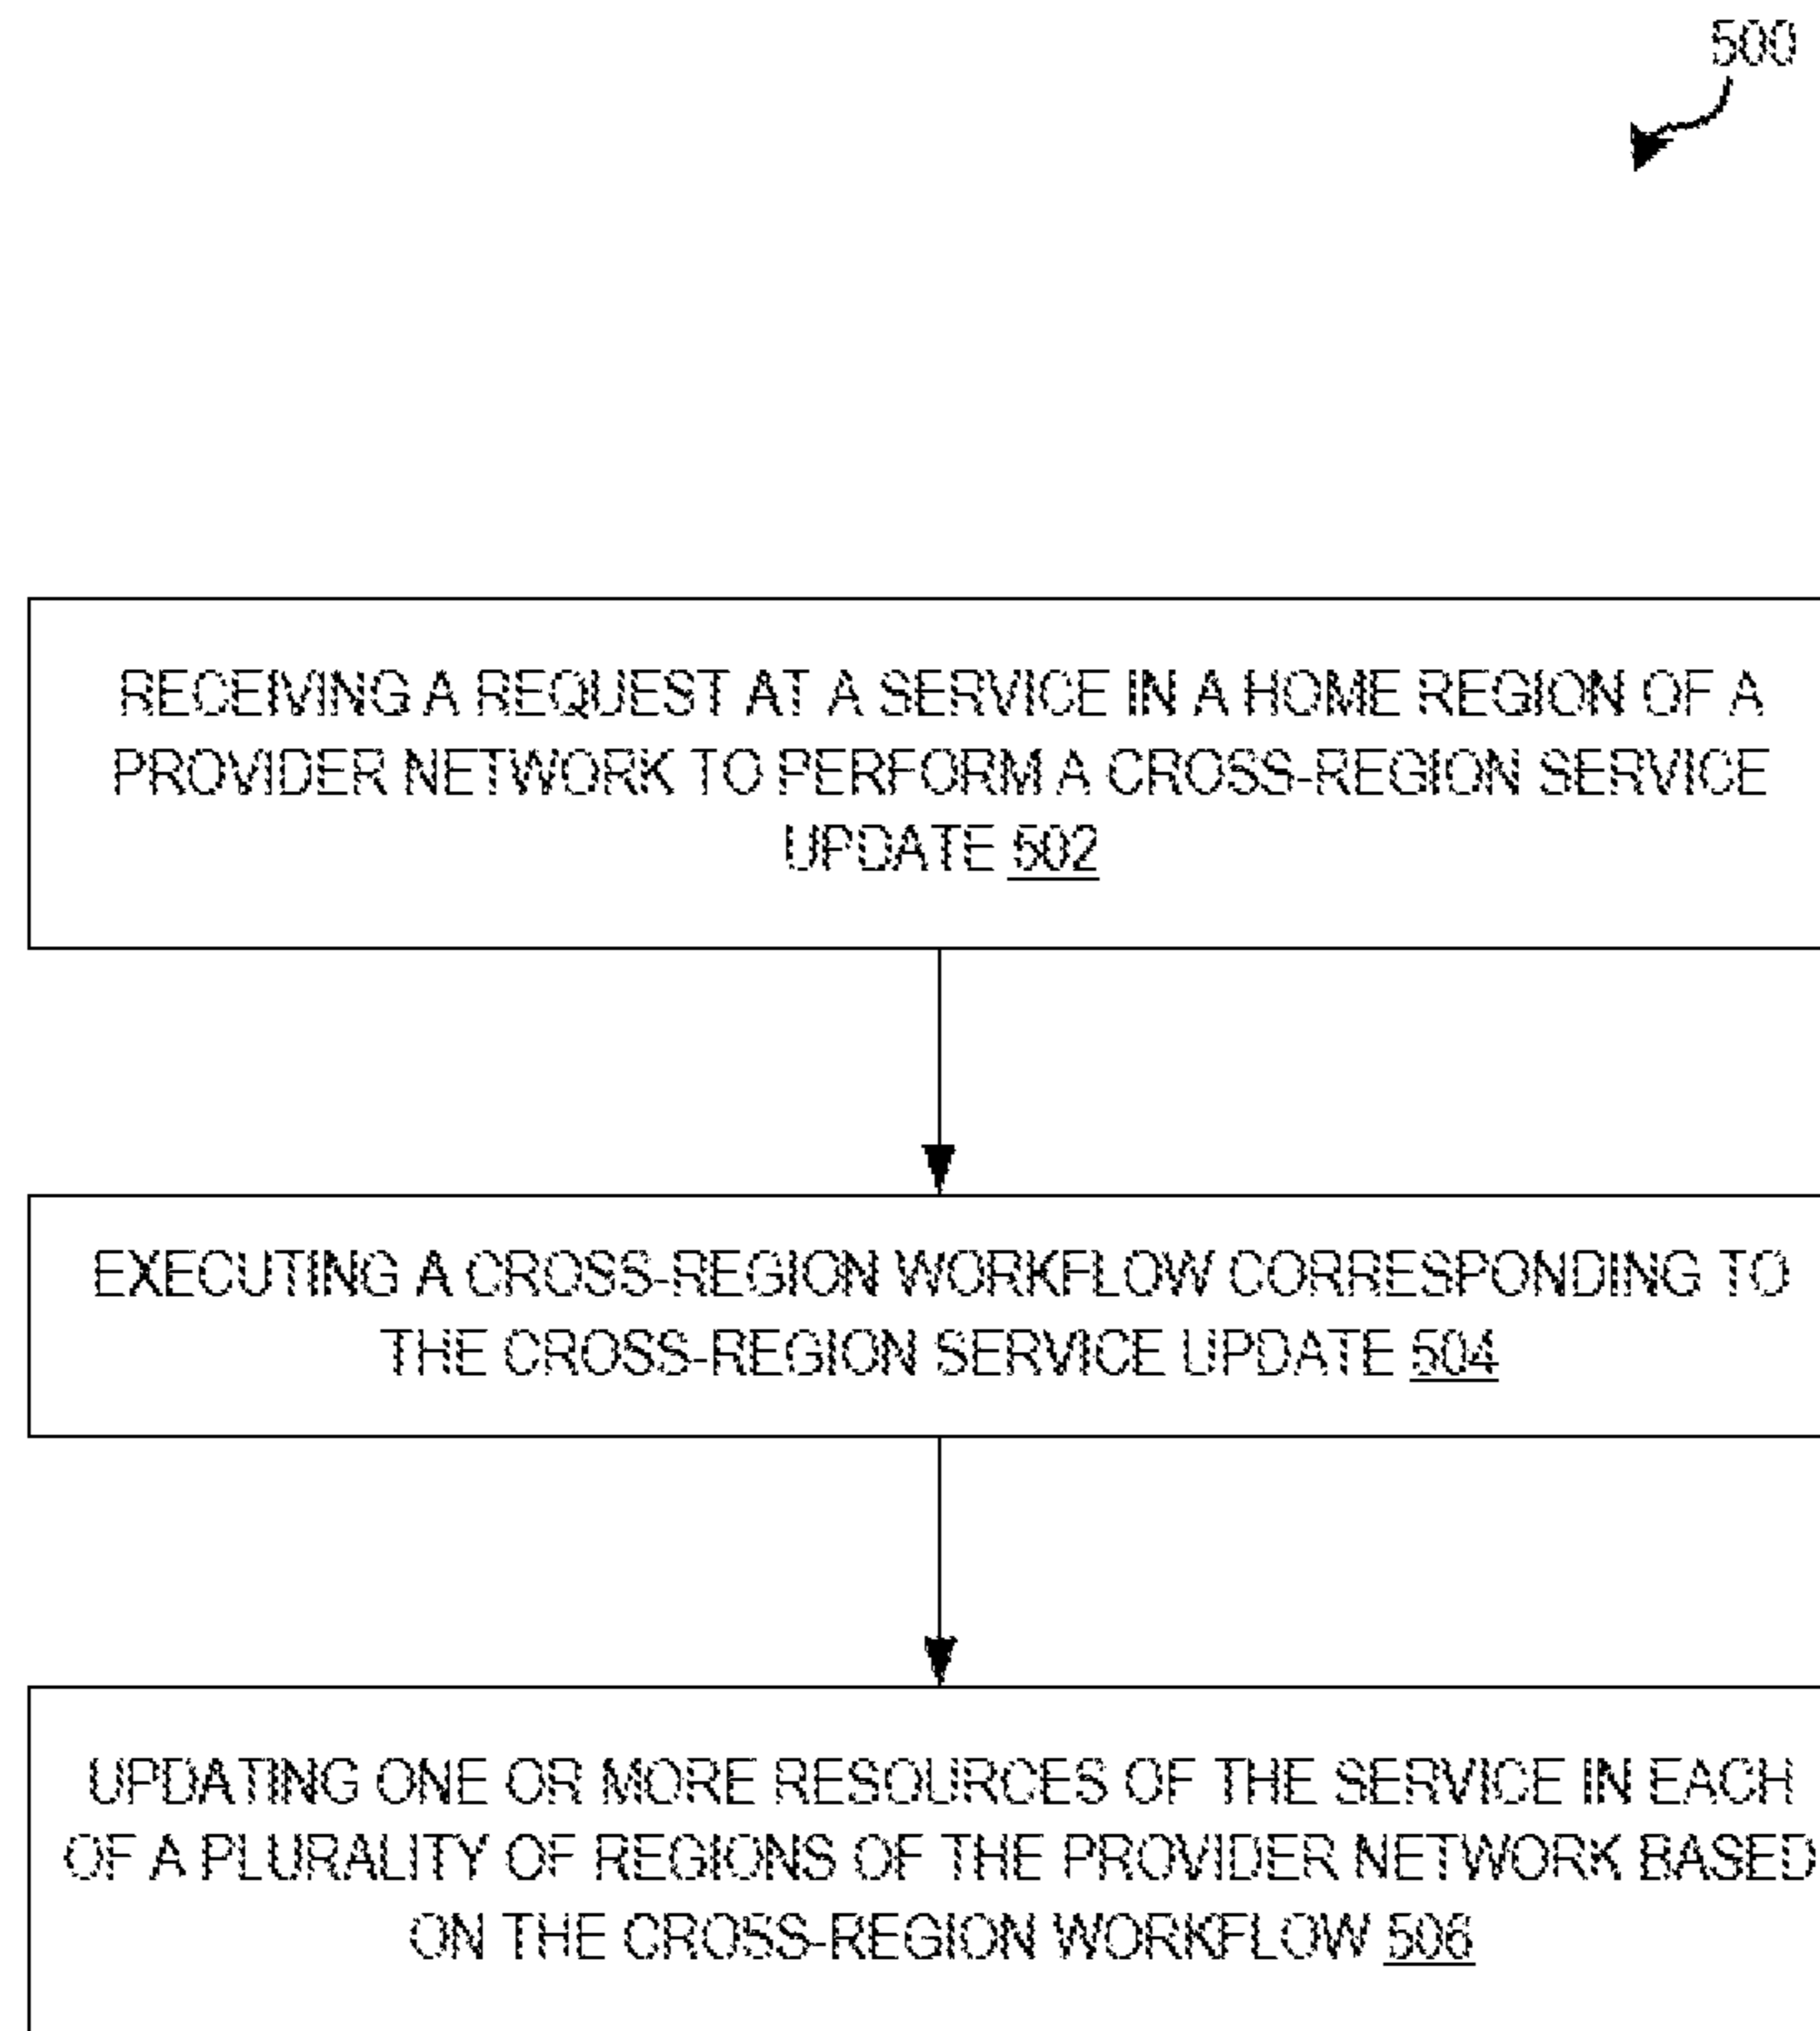 500
RECEIVING A REQUEST AT A SERVICE IN A HOME REGION OF A
PROVIDER NETWORK TO PERFORM A CROSS-REGION SERVICE
UPDATE 502
EXECUTING A CROSS-REGION WORKFLOW CORRESPONDING TO
THE CROSS-REGION SERVICE UPDATE 504
UPDATING ONE OR MORE RESOURCES OF THE SERVICE IN EACH
OF A PLURALITY OF REGIONS OF THE PROVIDER NETWORK BASED
ON THE CROSS-REGION WORKFLOW 506